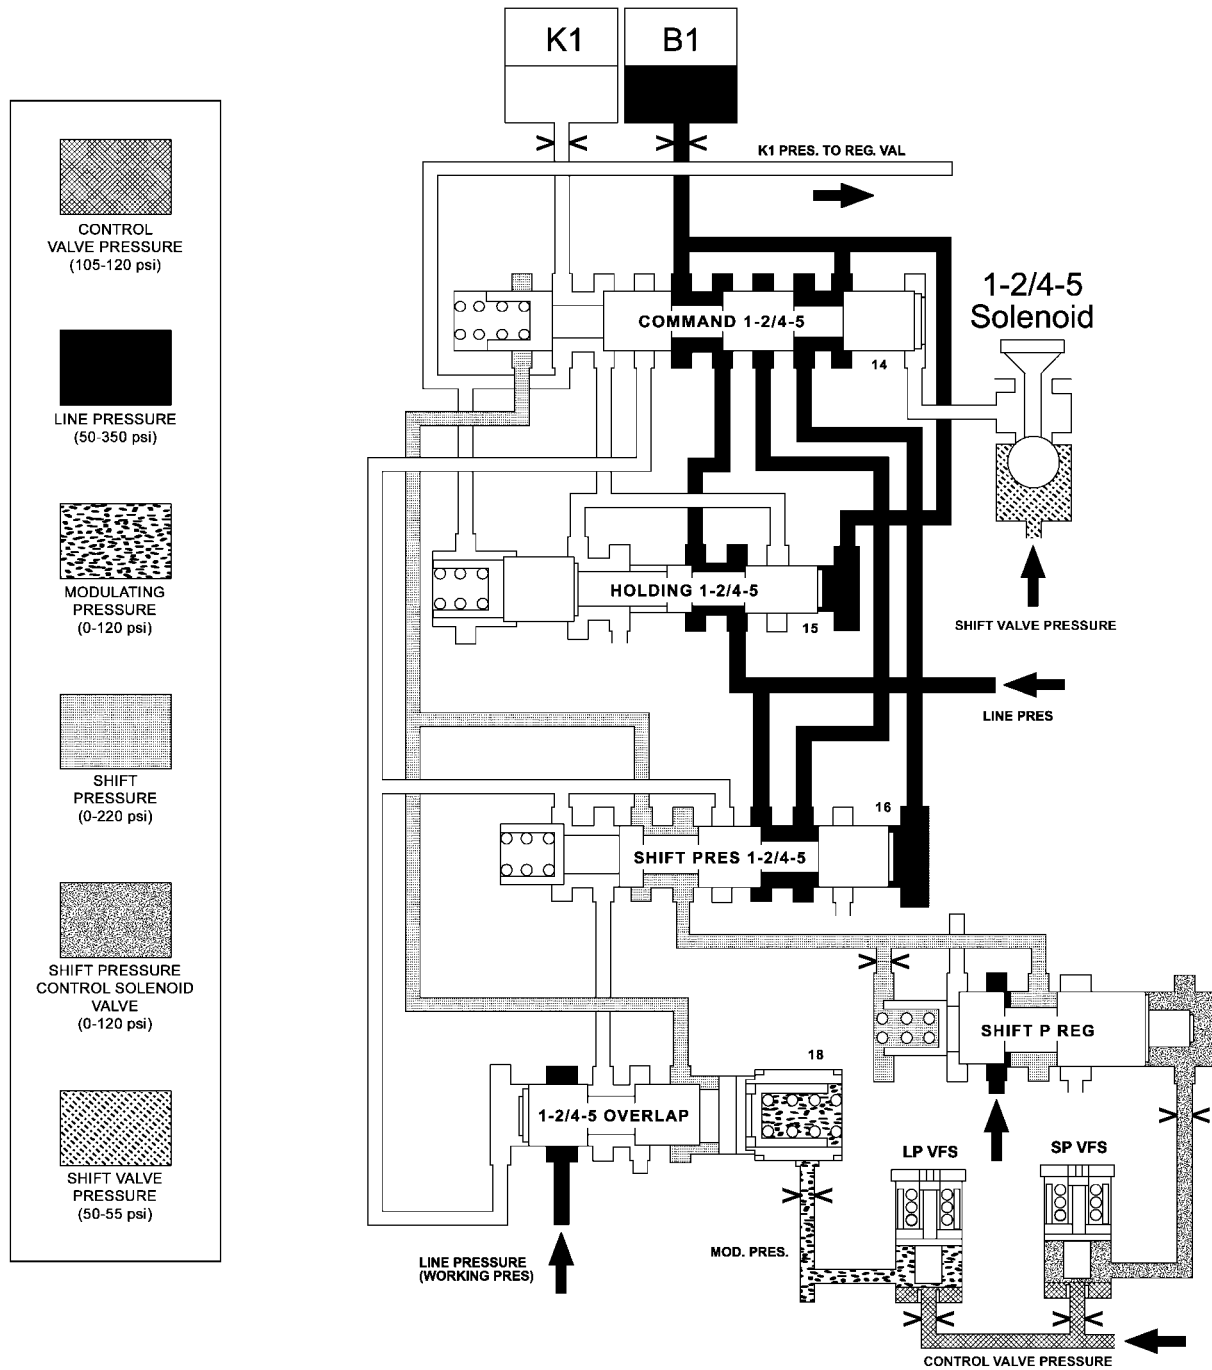 K1
B1
K1 PRES. TO REG. VAL
CONTROL
VALVE PRESSURE
(105-120 psi)
LINE PRESSURE
(50-350 psi)
MODULATING
PRESSURE
(0-120 psi)
SHIFT
PRESSURE
(0-220 psi)
SHIFT PRESSURE
CONTROL SOLENOID
VALVE
(0-120 psi)
SHIFT VALVE
PRESSURE
(50-55 psi)
1-2/4-5
Solenoid
COMMAND 1-2/4-5
14
HOLDING 1-2/4-5
15
SHIFT VALVE PRESSURE
LINE PRES
16
SHIFT PRES 1-2/4-5
SHIFT P REG
18
1-2/4-5 OVERLAP
LP VFS
SP VFS
MOD. PRES.
LINE PRESSURE
(WORKING PRES)
CONTROL VALVE PRESSURE